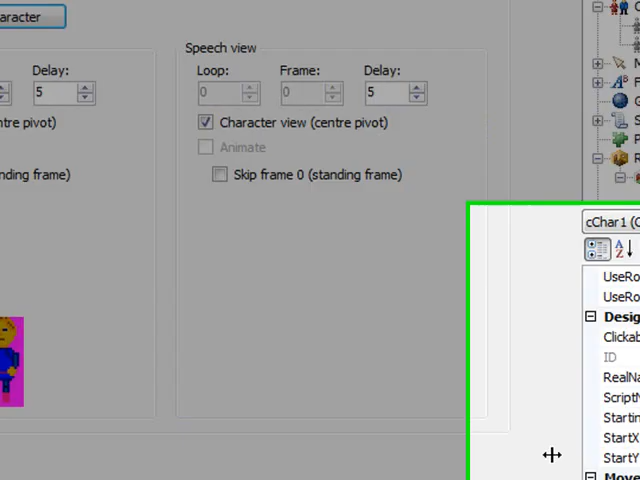 aracter
Speech view
Delay:
Loop:
Frame:
Delay:
5
0
0
5
ntre pivot)
Character view (centre pivot)
Animate
nding frame)
Skip frame 0 (standing frame)
cChar1 (C
UseRo
UseRo
Desig
Clickab
ID
RealNa
ScriptN
Startin
StartX
StartY
Move